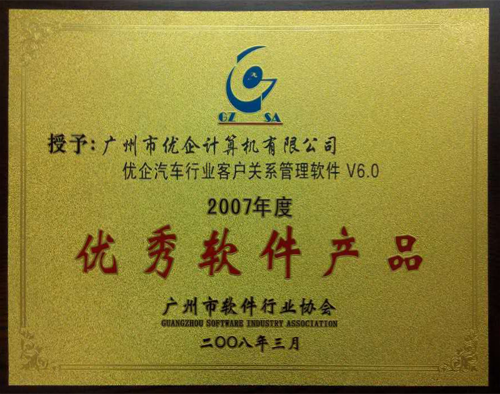 GZ SA
授予：广州市优企计算机有限公司
优企汽车行业客户关系管理软件 V6.0
2007年度
优秀软件产品
广州市软件行业协会
GUANGZHOU SOFTWARE INDUSTRY ASSOCIATION
二〇〇八年三月